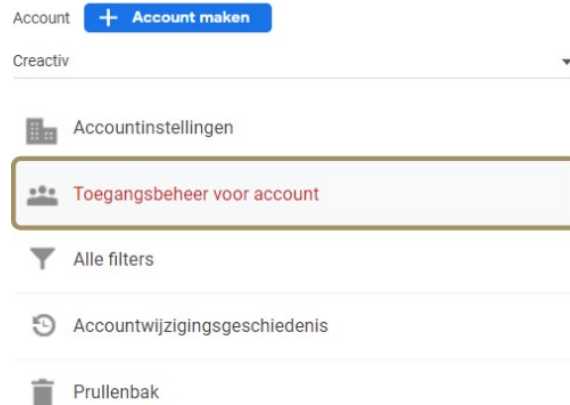 Account + Account maken
Creactiv
Accountinstellingen
Toegangsbeheer voor account
Alle filters
Accountwijzigingsgeschiedenis
Prullenbak